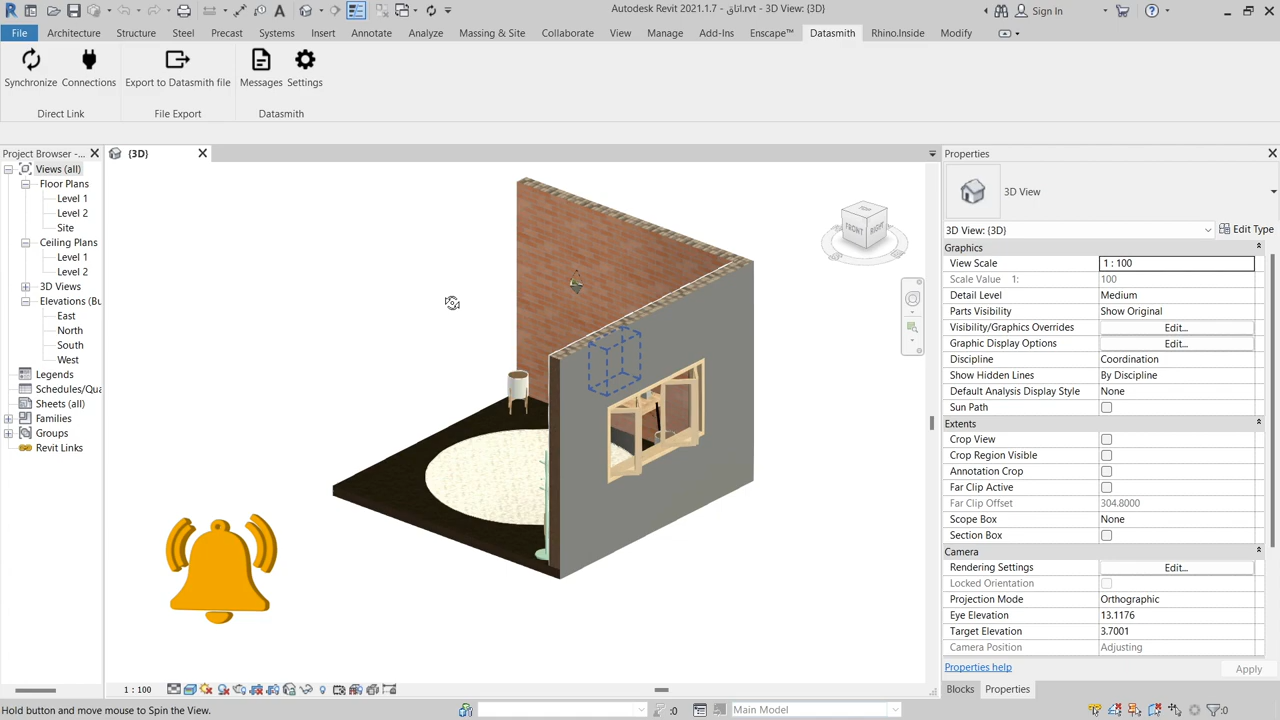 Autodesk Revit 2021.1.7 - اتاق.rvt - 3D View: {3D}
Sign In
File Architecture Structure Steel Precast Systems Insert Annotate Analyze Massing & Site Collaborate View Manage Add-Ins Enscape™ Datasmith Rhino.Inside Modify
Synchronize Connections Export to Datasmith file Messages Settings
Direct Link File Export Datasmith
Project Browser -...
{3D}
Views (all)
Floor Plans
Level 1
Level 2
Site
Ceiling Plans
Level 1
Level 2
3D Views
Elevations (Bu
East
North
South
West
Legends
Schedules/Qua
Sheets (all)
Families
Groups
Revit Links
TOP
FRONT
RIGHT
Properties
3D View
3D View: {3D} Edit Type
Graphics
View Scale 1 : 100
Scale Value 1: 100
Detail Level Medium
Parts Visibility Show Original
Visibility/Graphics Overrides Edit...
Graphic Display Options Edit...
Discipline Coordination
Show Hidden Lines By Discipline
Default Analysis Display Style None
Sun Path
Extents
Crop View
Crop Region Visible
Annotation Crop
Far Clip Active
Far Clip Offset 304.8000
Scope Box None
Section Box
Camera
Rendering Settings Edit...
Locked Orientation
Projection Mode Orthographic
Eye Elevation 13.1176
Target Elevation 3.7001
Camera Position Adjusting
Properties help Apply
Blocks Properties
1 : 100
Hold button and move mouse to Spin the View.
:0
Main Model
:0